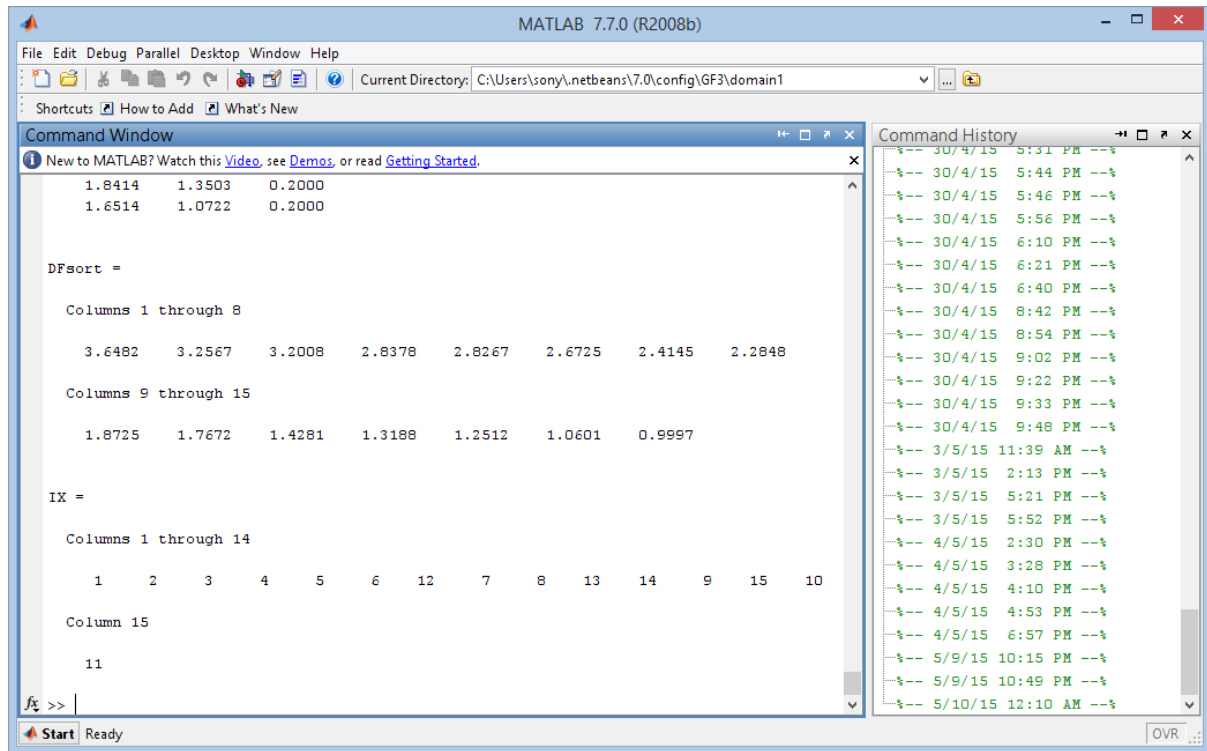 MATLAB 7.7.0 (R2008b)
File Edit Debug Parallel Desktop Window Help
Current Directory: C:\Users\sony\.netbeans\7.0\config\GF3\domain1
Shortcuts How to Add What's New
Command Window
New to MATLAB? Watch this Video, see Demos, or read Getting Started.
1.8414 1.3503 0.2000
1.6514 1.0722 0.2000
DFsort =
Columns 1 through 8
3.6482 3.2567 3.2008 2.8378 2.8267 2.6725 2.4145 2.2848
Columns 9 through 15
1.8725 1.7672 1.4281 1.3188 1.2512 1.0601 0.9997
IX =
Columns 1 through 14
1 2 3 4 5 6 12 7 8 13 14 9 15 10
Column 15
11
fx >>
Command History
%-- 30/4/15 5:31 PM --%
%-- 30/4/15 5:44 PM --%
%-- 30/4/15 5:46 PM --%
%-- 30/4/15 5:56 PM --%
%-- 30/4/15 6:10 PM --%
%-- 30/4/15 6:21 PM --%
%-- 30/4/15 6:40 PM --%
%-- 30/4/15 8:42 PM --%
%-- 30/4/15 8:54 PM --%
%-- 30/4/15 9:02 PM --%
%-- 30/4/15 9:22 PM --%
%-- 30/4/15 9:33 PM --%
%-- 30/4/15 9:48 PM --%
%-- 3/5/15 11:39 AM --%
%-- 3/5/15 2:13 PM --%
%-- 3/5/15 5:21 PM --%
%-- 3/5/15 5:52 PM --%
%-- 4/5/15 2:30 PM --%
%-- 4/5/15 3:28 PM --%
%-- 4/5/15 4:10 PM --%
%-- 4/5/15 4:53 PM --%
%-- 4/5/15 6:57 PM --%
%-- 5/9/15 10:15 PM --%
%-- 5/9/15 10:49 PM --%
%-- 5/10/15 12:10 AM --%
Start Ready
OVR